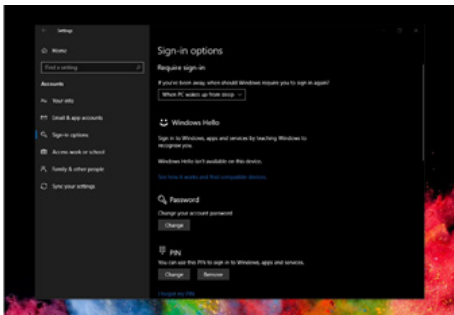 Settings
Home
Find a setting
Accounts
Your info
Email & app accounts
Sign-in options
Access work or school
Family & other people
Sync your settings
Sign-in options
Require sign-in
If you've been away, when should Windows require you to sign in again?
When PC wakes up from sleep
Windows Hello
Sign in to Windows, apps and services by teaching Windows to
recognise you.
Windows Hello isn't available on this device.
See how it works and find compatible devices.
Password
Change your account password
Change
PIN
You can use this PIN to sign in to Windows, apps and services.
Change
Remove
I forgot my PIN